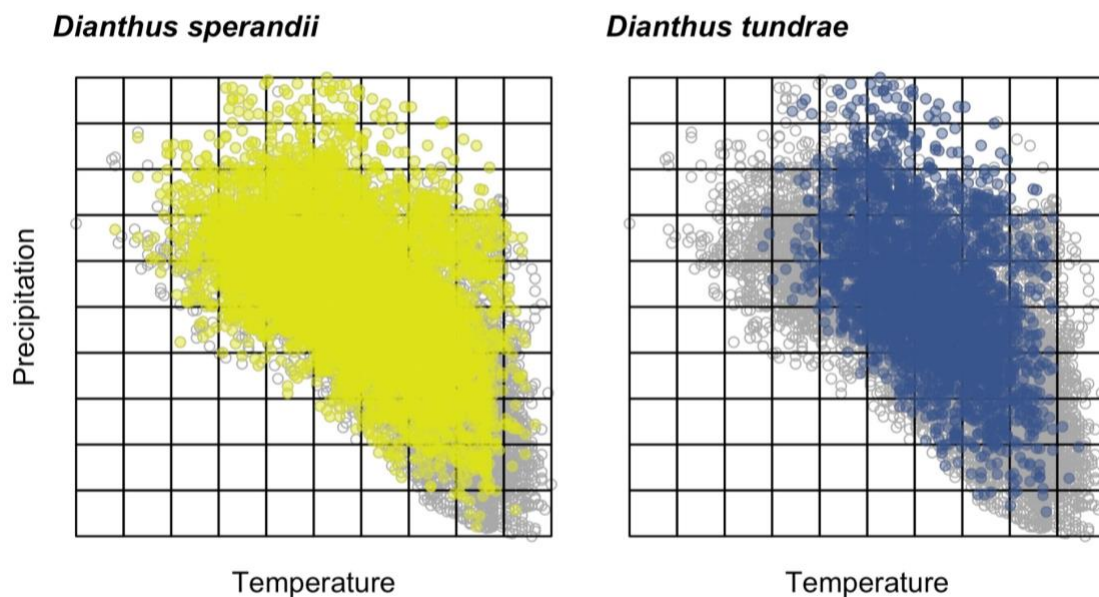 Dianthus sperandii
Dianthus tundrae
Precipitation
Temperature
Temperature